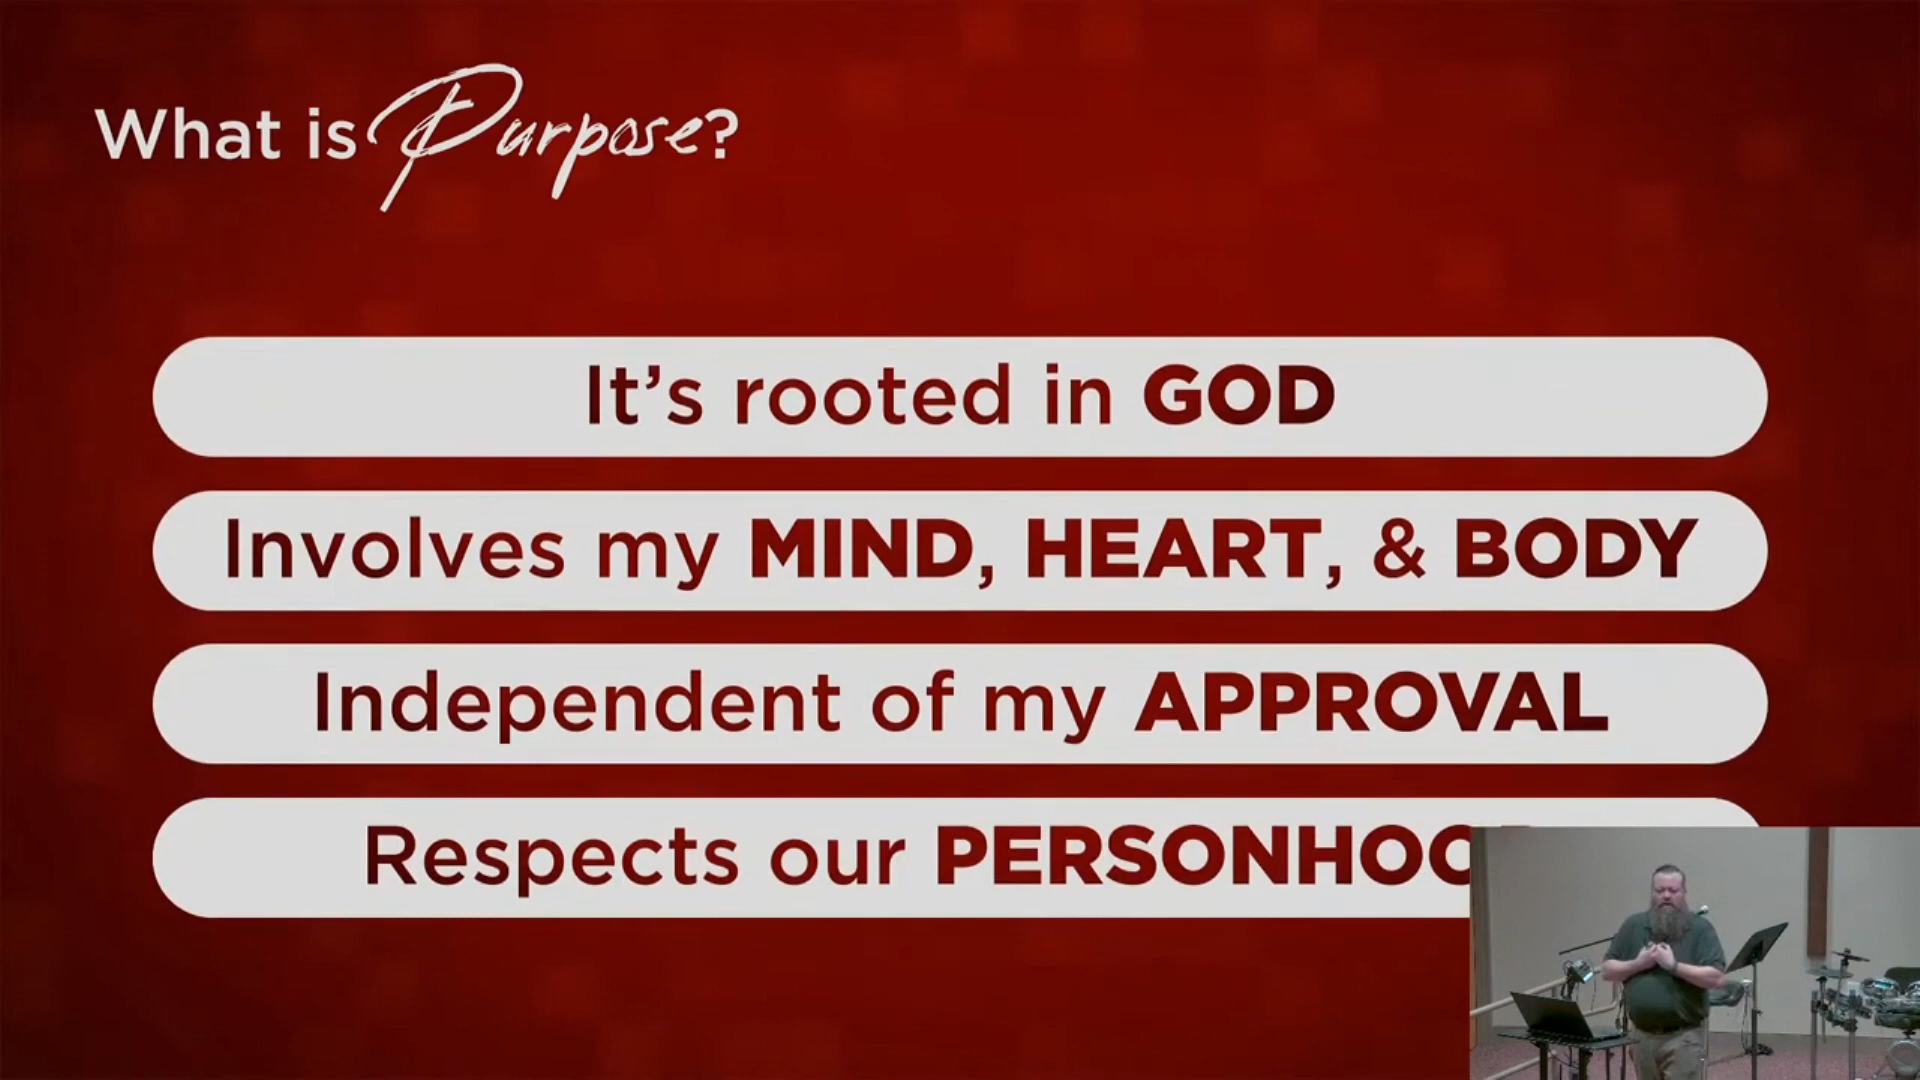 What is Purpose?
It's rooted in GOD
Involves my MIND, HEART, & BODY
Independent of my APPROVAL
Respects our